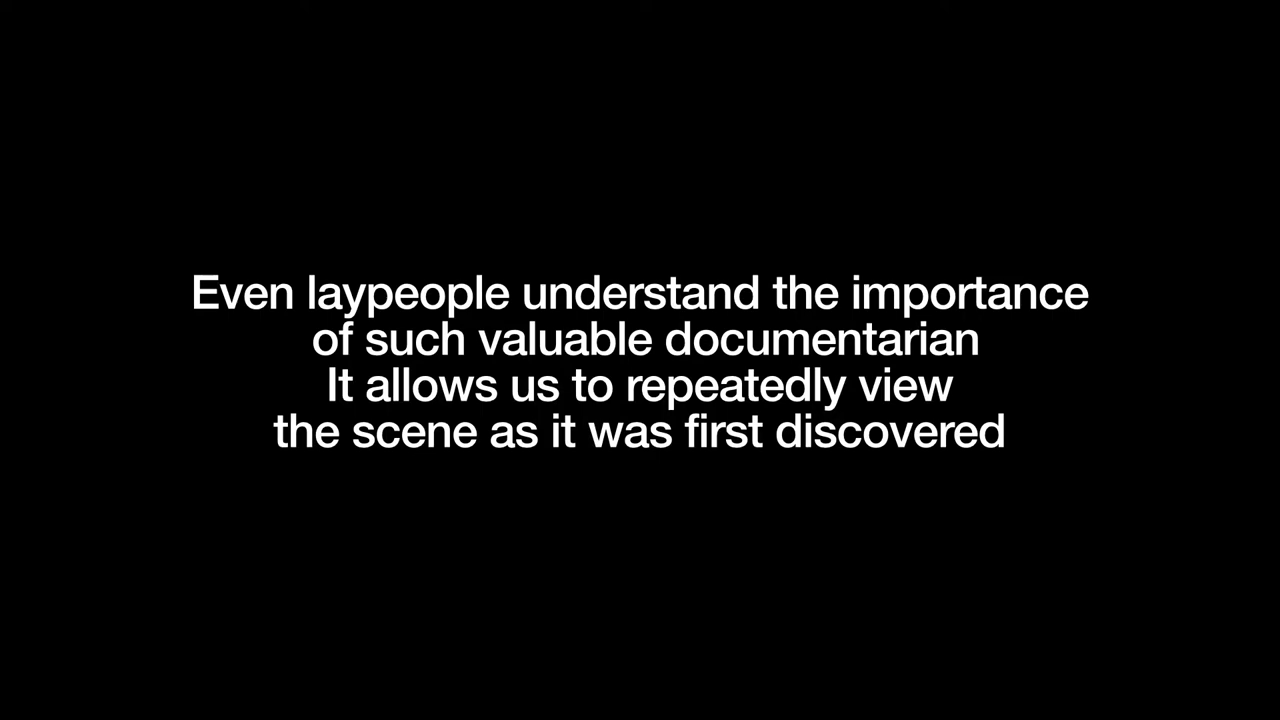 Even laypeople understand the importance
of such valuable documentarian
It allows us to repeatedly view
the scene as it was first discovered